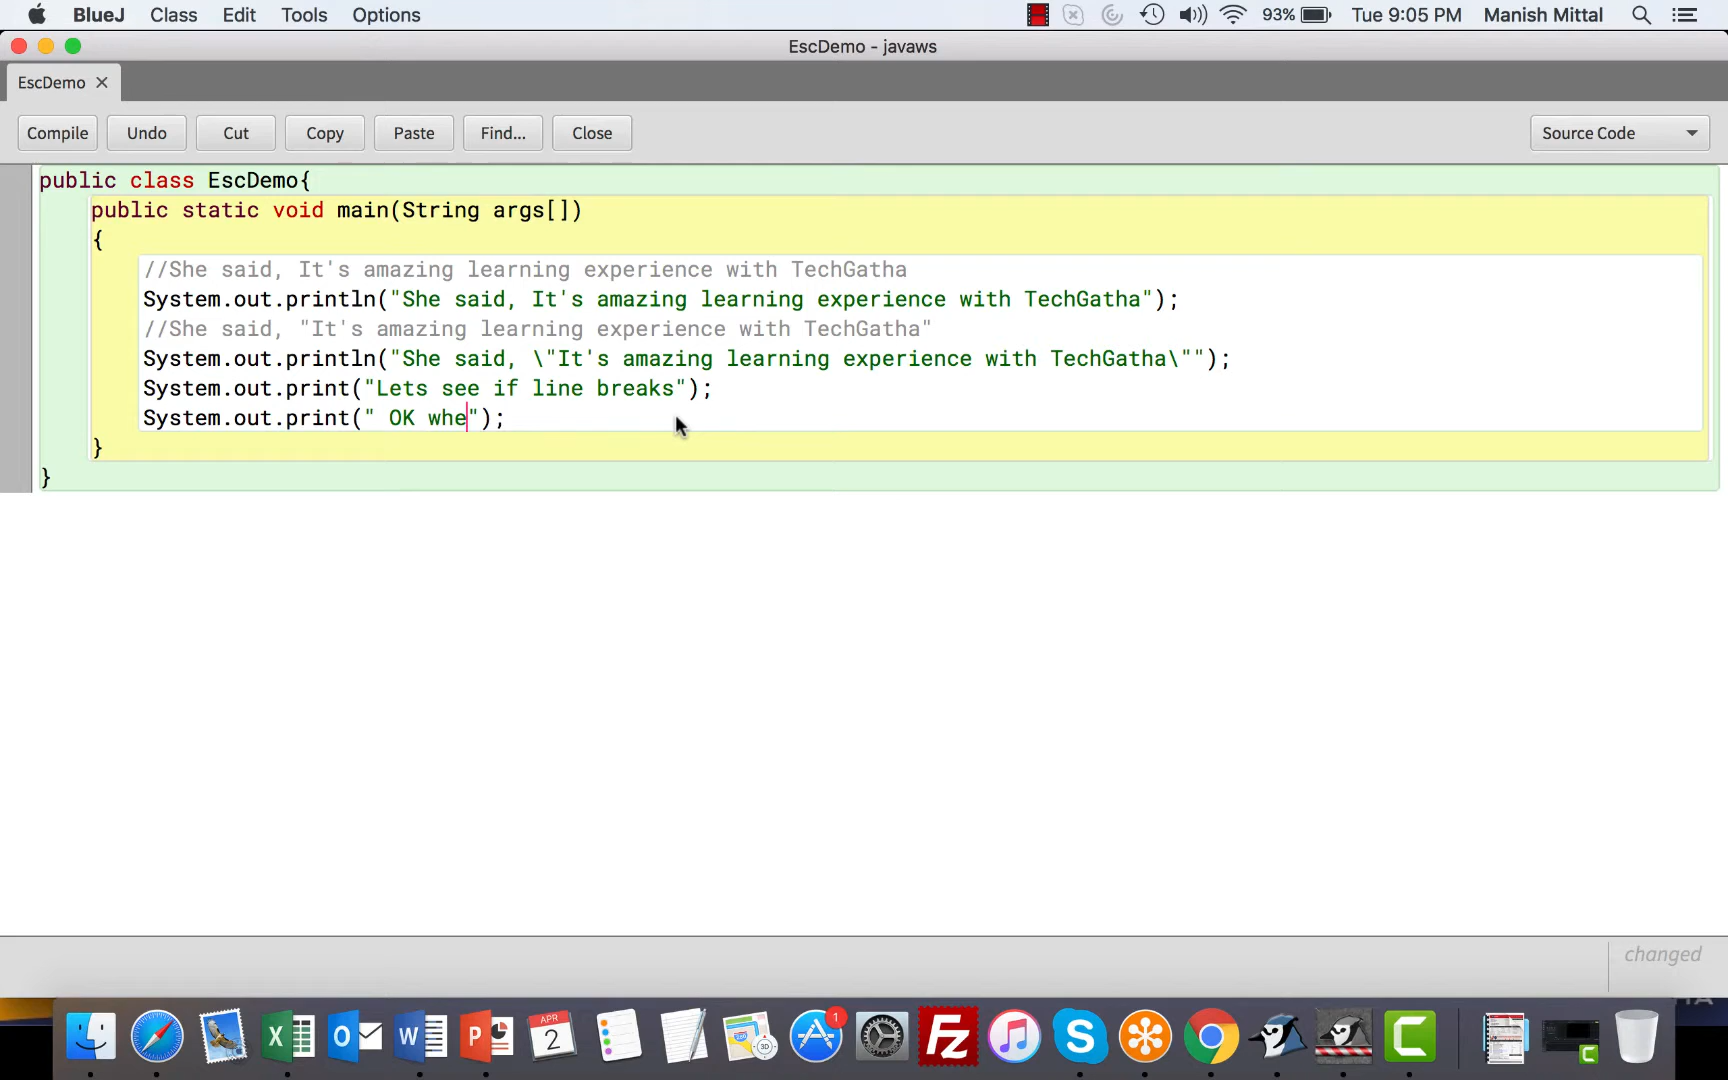 BlueJ Class Edit Tools Options 93% Tue 9:05 PM Manish Mittal
EscDemo - javaws
EscDemo
Compile Undo Cut Copy Paste Find... Close Source Code
public class EscDemo{
public static void main(String args[])
{
//She said, It's amazing learning experience with TechGatha
System.out.println("She said, It's amazing learning experience with TechGatha");
//She said, "It's amazing learning experience with TechGatha"
System.out.println("She said, \"It's amazing learning experience with TechGatha\"");
System.out.print("Lets see if line breaks");
System.out.print(" OK whe");
}
}
changed
APR
2
1